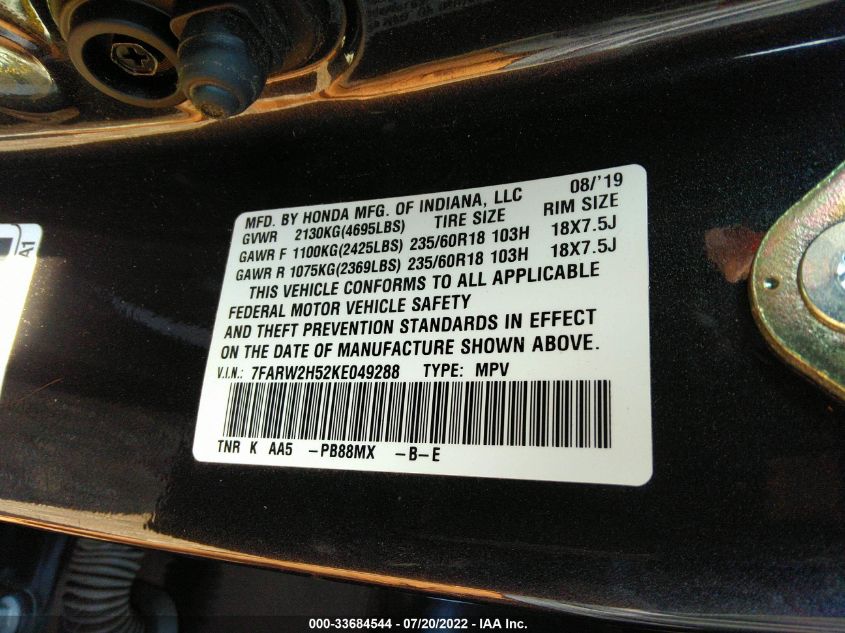 MFD. BY HONDA MFG. OF INDIANA, LLC 08/'19
GVWR 2130KG(4695LBS) TIRE SIZE RIM SIZE
GAWR F 1100KG(2425LBS) 235/60R18 103H 18X7.5J
GAWR R 1075KG(2369LBS) 235/60R18 103H 18X7.5J
THIS VEHICLE CONFORMS TO ALL APPLICABLE
FEDERAL MOTOR VEHICLE SAFETY
AND THEFT PREVENTION STANDARDS IN EFFECT
ON THE DATE OF MANUFACTURE SHOWN ABOVE.
V.I.N.: 7FARW2H52KE049288 TYPE: MPV
TNR K AA5 -PB88MX -B-E
A1
000-33684544 / 07/20/2022 - IAA Inc.